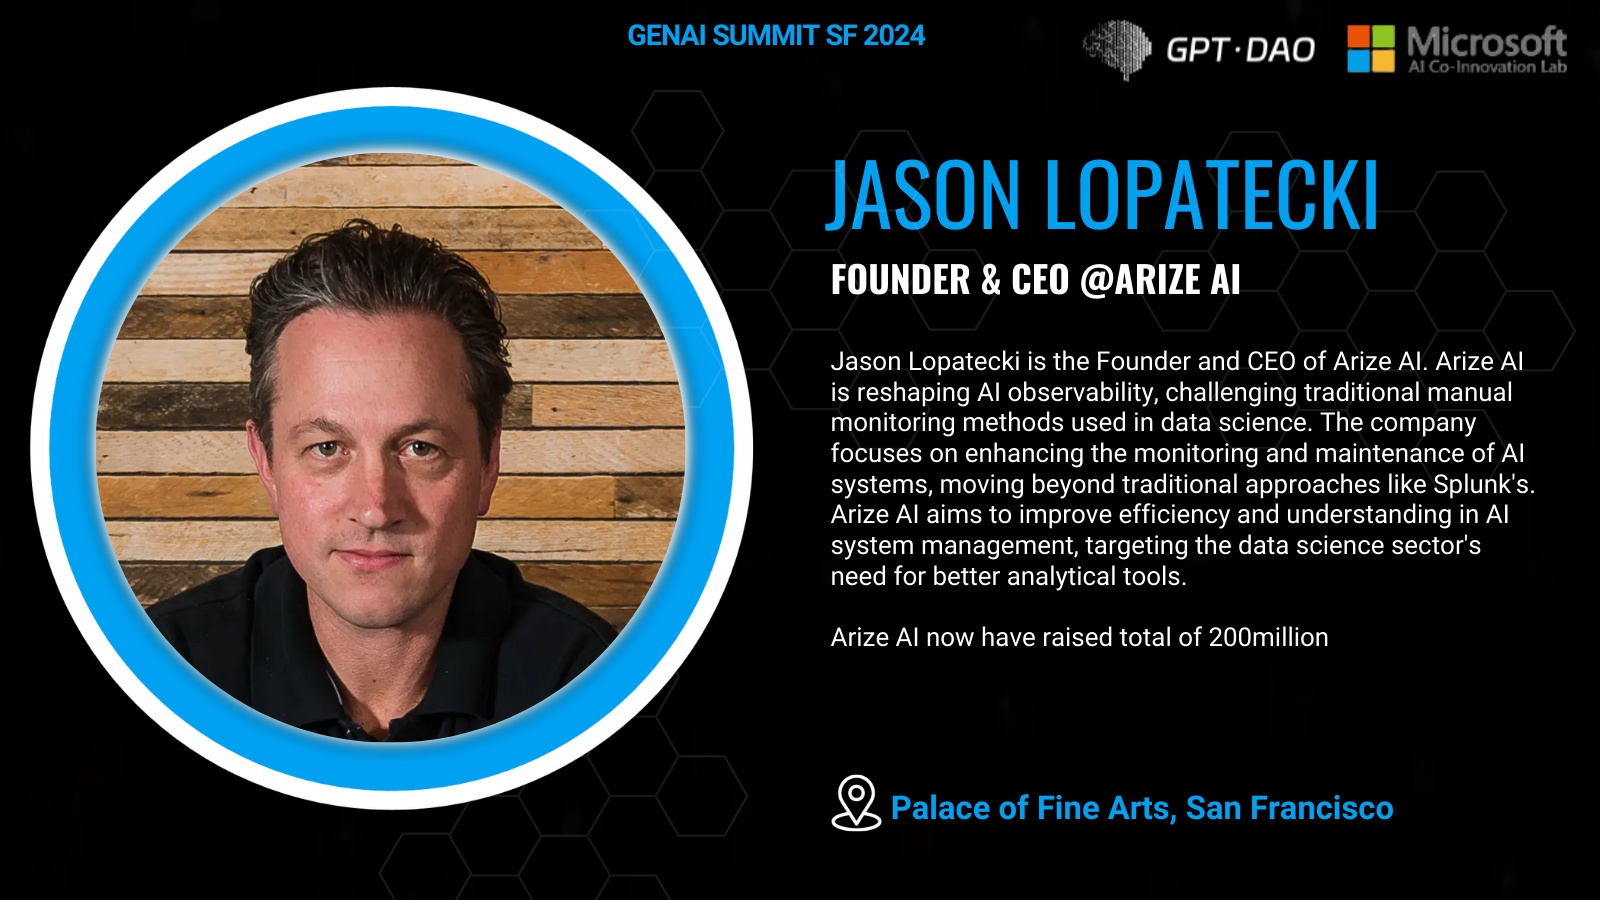 GENAI SUMMIT SF 2024
GPT·DAO
Microsoft
AI Co-Innovation Lab
JASON LOPATECKI
FOUNDER & CEO @ARIZE AI
Jason Lopatecki is the Founder and CEO of Arize AI. Arize AI
is reshaping AI observability, challenging traditional manual
monitoring methods used in data science. The company
focuses on enhancing the monitoring and maintenance of AI
systems, moving beyond traditional approaches like Splunk's.
Arize AI aims to improve efficiency and understanding in AI
system management, targeting the data science sector's
need for better analytical tools.
Arize AI now have raised total of 200million
Palace of Fine Arts, San Francisco